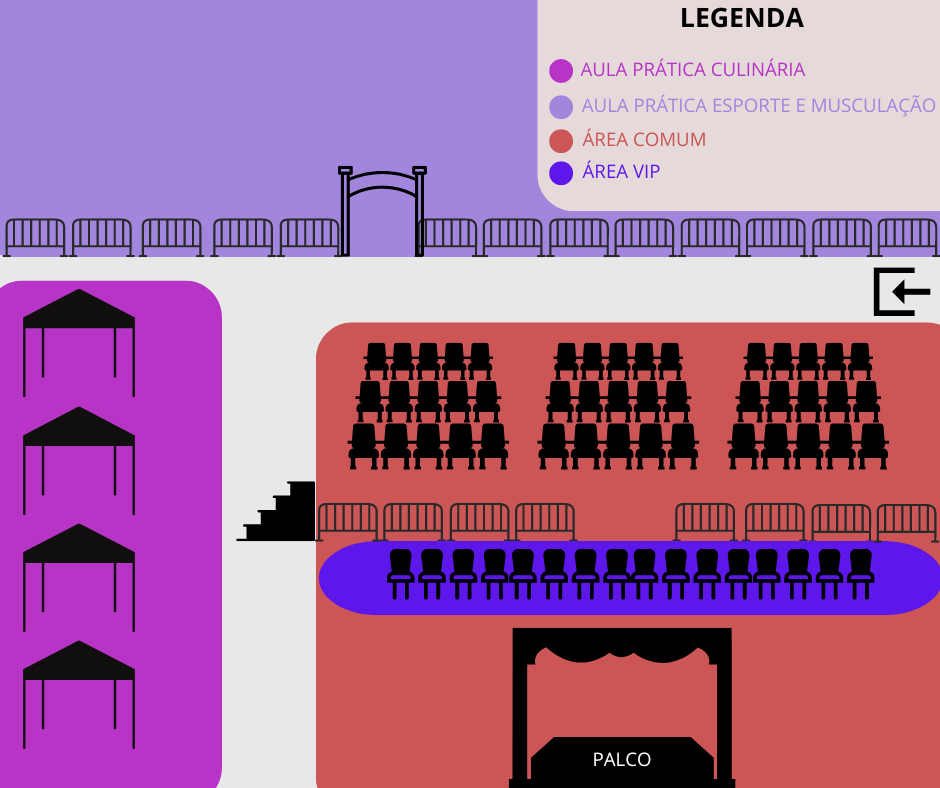 LEGENDA
AULA PRÁTICA CULINÁRIA
AULA PRÁTICA ESPORTE E MUSCULAÇÃO
ÁREA COMUM
ÁREA VIP
PALCO